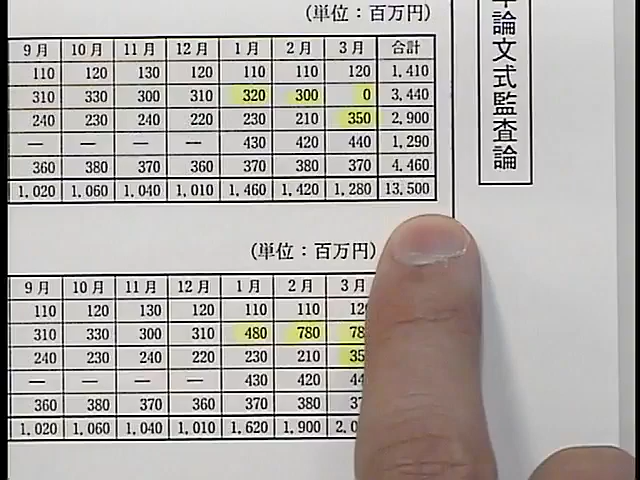 (単位：百万円)
9月 10月 11月 12月 1月 2月 3月 合計
110 120 130 120 110 110 120 1,410
310 330 300 310 320 300 0 3,440
240 230 240 220 230 210 350 2,900
— — — — 430 420 440 1,290
360 380 370 360 370 380 370 4,460
1,020 1,060 1,040 1,010 1,460 1,420 1,280 13,500
論文式監査論
(単位：百万円)
9月 10月 11月 12月 1月 2月 3月
110 120 130 120 110 110
310 330 300 310 480 780
240 230 240 220 230 210
— — — — 430 420
360 380 370 360 370 380
1,020 1,060 1,040 1,010 1,620 1,900